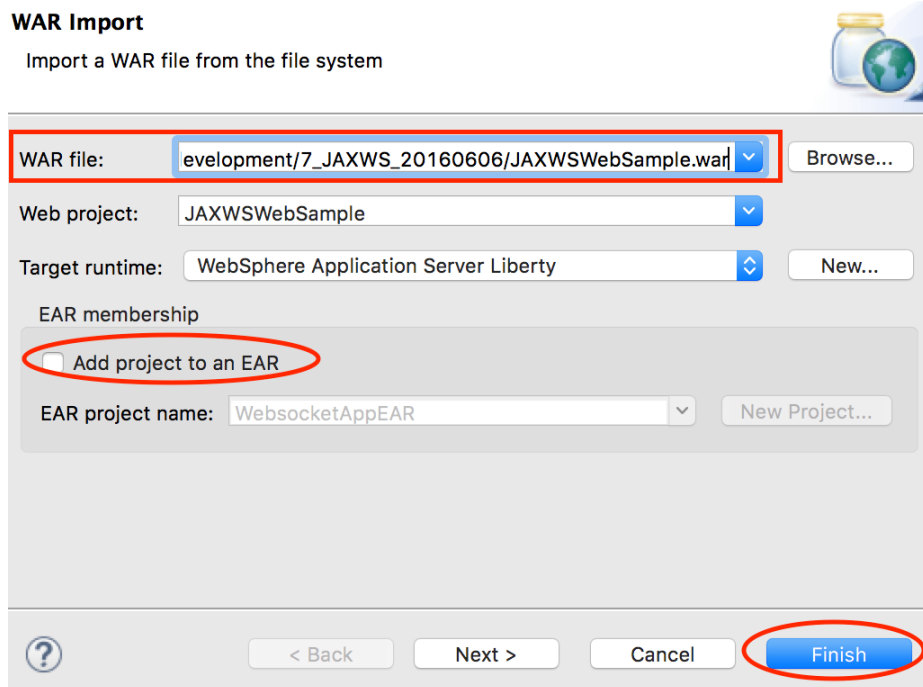 WAR Import
Import a WAR file from the file system
WAR file: evelopment/7_JAXWS_20160606/JAXWSWebSample.war Browse...
Web project: JAXWSWebSample
Target runtime: WebSphere Application Server Liberty New...
EAR membership
Add project to an EAR
EAR project name: WebsocketAppEAR New Project...
? < Back Next > Cancel Finish